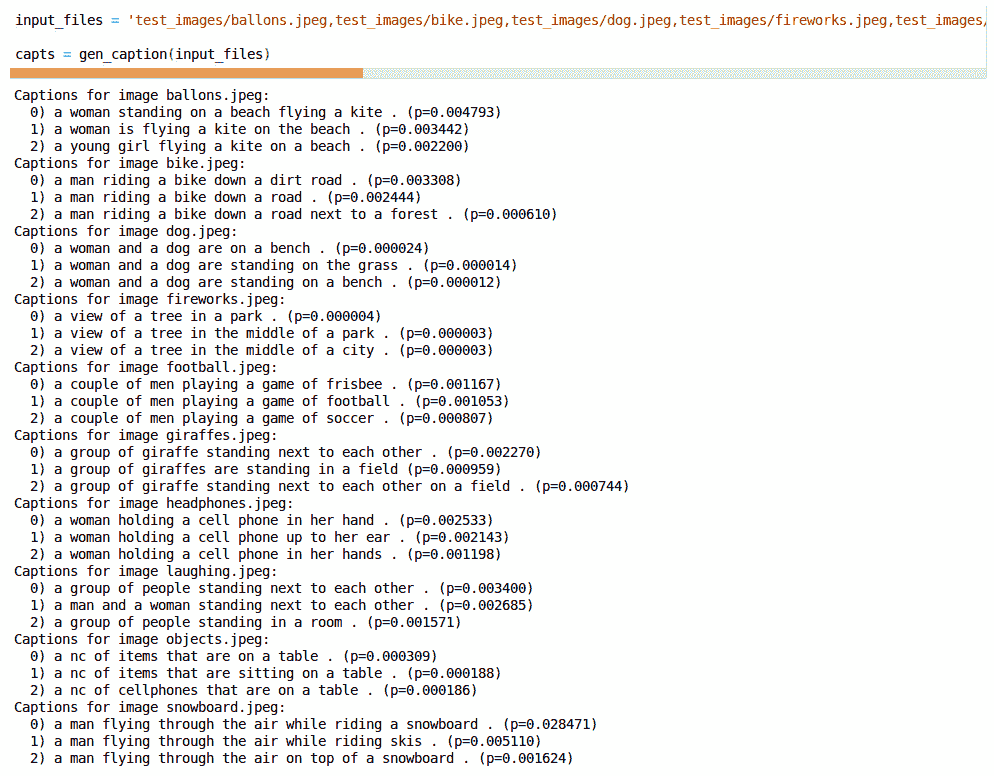 input_files = 'test_images/ballons.jpeg,test_images/bike.jpeg,test_images/dog.jpeg,test_images/fireworks.jpeg,test_images/
capts = gen_caption(input_files)
Captions for image ballons.jpeg:
0) a woman standing on a beach flying a kite . (p=0.004793)
1) a woman is flying a kite on the beach . (p=0.003442)
2) a young girl flying a kite on a beach . (p=0.002200)
Captions for image bike.jpeg:
0) a man riding a bike down a dirt road . (p=0.003308)
1) a man riding a bike down a road . (p=0.002444)
2) a man riding a bike down a road next to a forest . (p=0.000610)
Captions for image dog.jpeg:
0) a woman and a dog are on a bench . (p=0.000024)
1) a woman and a dog are standing on the grass . (p=0.000014)
2) a woman and a dog are standing on a bench . (p=0.000012)
Captions for image fireworks.jpeg:
0) a view of a tree in a park . (p=0.000004)
1) a view of a tree in the middle of a park . (p=0.000003)
2) a view of a tree in the middle of a city . (p=0.000003)
Captions for image football.jpeg:
0) a couple of men playing a game of frisbee . (p=0.001167)
1) a couple of men playing a game of football . (p=0.001053)
2) a couple of men playing a game of soccer . (p=0.000807)
Captions for image giraffes.jpeg:
0) a group of giraffe standing next to each other . (p=0.002270)
1) a group of giraffes are standing in a field (p=0.000959)
2) a group of giraffe standing next to each other on a field . (p=0.000744)
Captions for image headphones.jpeg:
0) a woman holding a cell phone in her hand . (p=0.002533)
1) a woman holding a cell phone up to her ear . (p=0.002143)
2) a woman holding a cell phone in her hands . (p=0.001198)
Captions for image laughing.jpeg:
0) a group of people standing next to each other . (p=0.003400)
1) a man and a woman standing next to each other . (p=0.002685)
2) a group of people standing in a room . (p=0.001571)
Captions for image objects.jpeg:
0) a nc of items that are on a table . (p=0.000309)
1) a nc of items that are sitting on a table . (p=0.000188)
2) a nc of cellphones that are on a table . (p=0.000186)
Captions for image snowboard.jpeg:
0) a man flying through the air while riding a snowboard . (p=0.028471)
1) a man flying through the air while riding skis . (p=0.005110)
2) a man flying through the air on top of a snowboard . (p=0.001624)